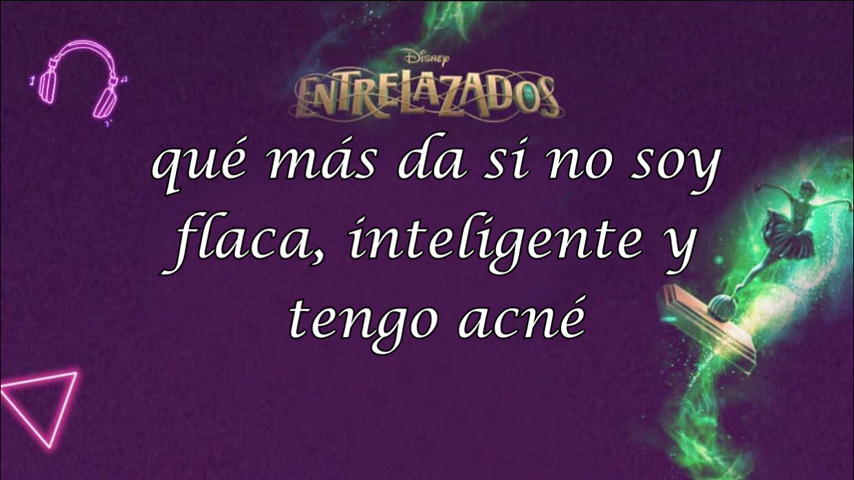 Disney
ENTRELAZADOS
qué más da si no soy
flaca, inteligente y
tengo acné